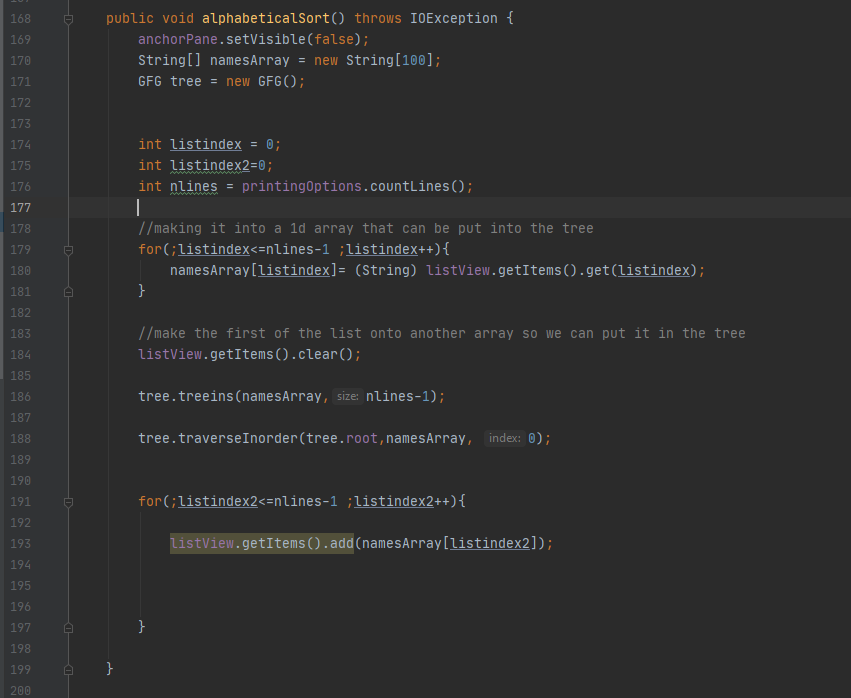 168 public void alphabeticalSort() throws IOException {
169 anchorPane.setVisible(false);
170 String[] namesArray = new String[100];
171 GFG tree = new GFG();
172
173
174 int listindex = 0;
175 int listindex2=0;
176 int nlines = printingOptions.countLines();
177
178 //making it into a 1d array that can be put into the tree
179 for(;listindex<=nlines-1 ;listindex++){
180 namesArray[listindex]= (String) listView.getItems().get(listindex);
181 }
182
183 //make the first of the list onto another array so we can put it in the tree
184 listView.getItems().clear();
185
186 tree.treeins(namesArray, size: nlines-1);
187
188 tree.traverseInorder(tree.root,namesArray, index: 0);
189
190
191 for(;listindex2<=nlines-1 ;listindex2++){
192
193 listView.getItems().add(namesArray[listindex2]);
194
195
196
197 }
198
199 }
200